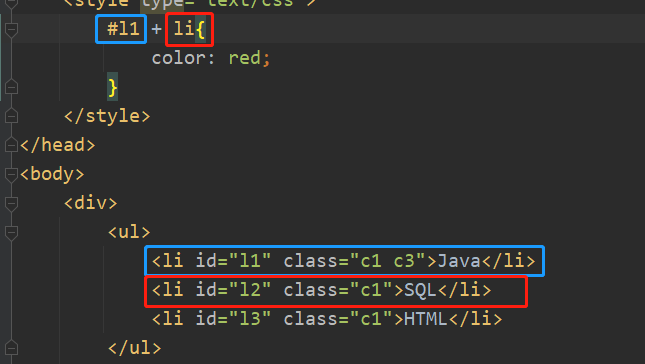 <style type="text/css">
#l1 + li{
color: red;
}
</style>
</head>
<body>
<div>
<ul>
<li id="l1" class="c1 c3">Java</li>
<li id="l2" class="c1">SQL</li>
<li id="l3" class="c1">HTML</li>
</ul>